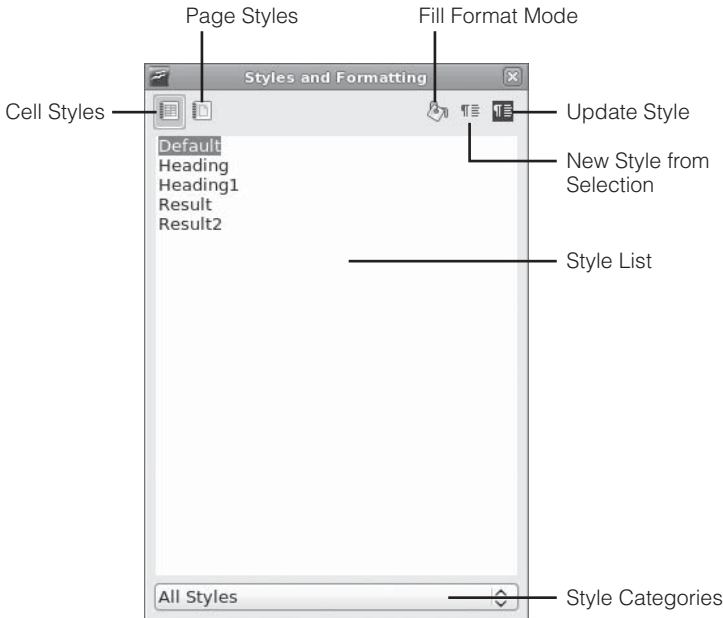 Page Styles
Fill Format Mode
Styles and Formatting
Cell Styles
Update Style
New Style from
Selection
Default
Heading
Heading1
Result
Result2
Style List
All Styles
Style Categories